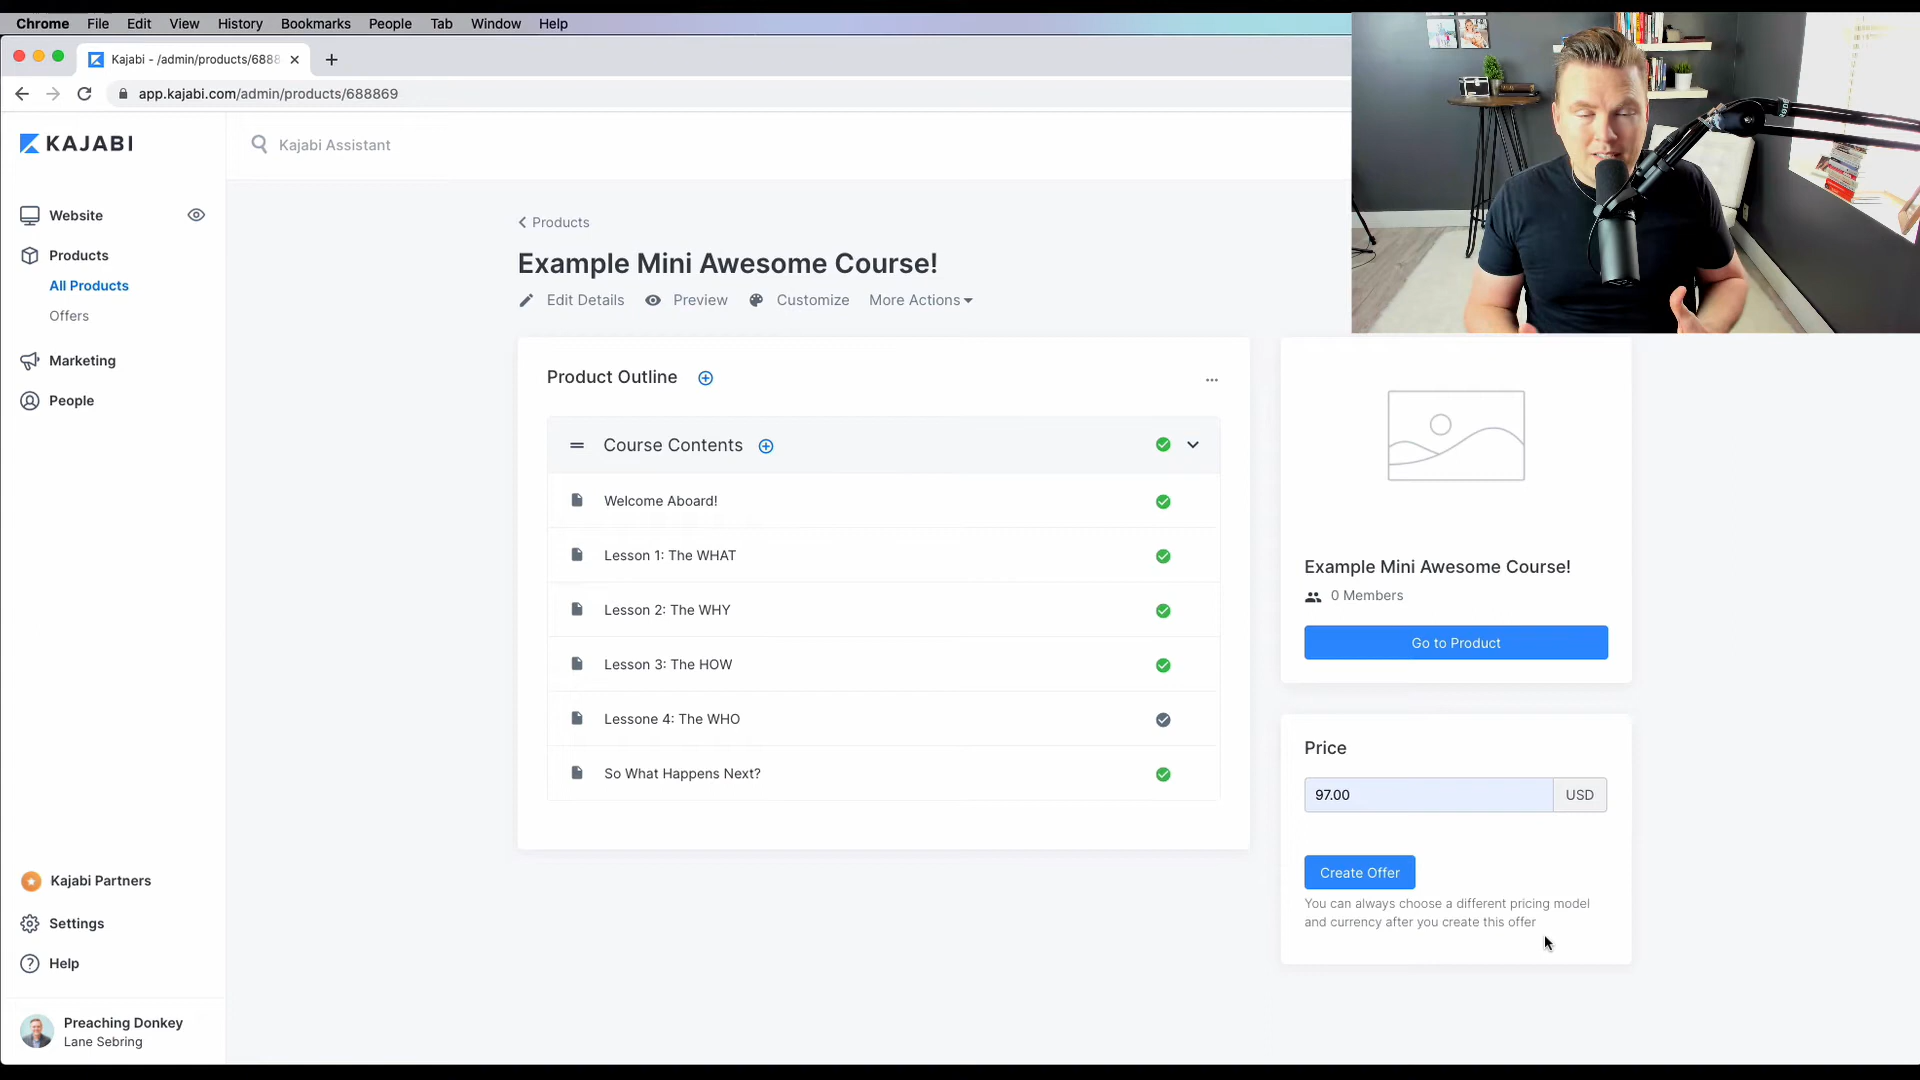 Chrome File Edit View History Bookmarks People Tab Window Help
Kajabi - /admin/products/6888
app.kajabi.com/admin/products/688869
KAJABI
Kajabi Assistant
Website
Products
All Products
Offers
Marketing
People
Products
Example Mini Awesome Course!
Edit Details Preview Customize More Actions
Product Outline
Course Contents
Welcome Aboard!
Lesson 1: The WHAT
Lesson 2: The WHY
Lesson 3: The HOW
Lessone 4: The WHO
So What Happens Next?
Example Mini Awesome Course!
0 Members
Go to Product
Price
97.00 USD
Create Offer
You can always choose a different pricing model
and currency after you create this offer
Kajabi Partners
Settings
Help
Preaching Donkey
Lane Sebring